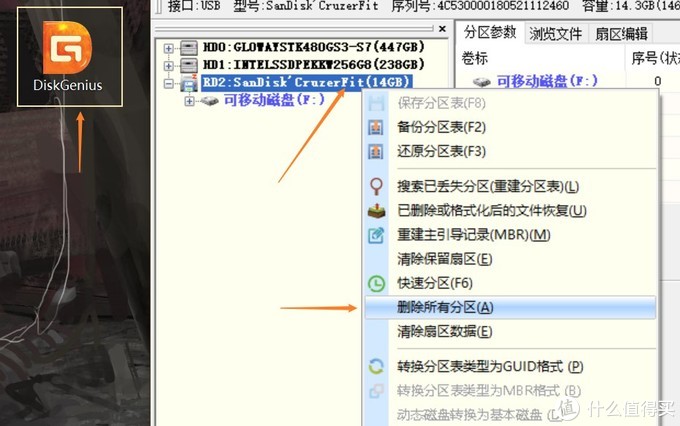 接口:USB 型号:SanDisk'CruzerFit 序列号:4C530000180521112460 容量:14.3GB(146
DiskGenius
HD0:GLOWAYSTK480GS3-S7(447GB)
HD1:INTELSSDPEKKW256G8(238GB)
RD2:SanDisk'CruzerFit(14GB)
可移动磁盘(F:)
分区参数 浏览文件 扇区编辑
卷标 序号(状态
可移动磁盘(F:) 0
保存分区表(F8)
备份分区表(F2)
还原分区表(F3)
搜索已丢失分区(重建分区表)(L)
已删除或格式化后的文件恢复(U)
重建主引导记录(MBR)(M)
清除保留扇区(E)
快速分区(F6)
删除所有分区(A)
清除扇区数据(E)
转换分区表类型为GUID格式 (P)
转换分区表类型为MBR格式 (B)
动态磁盘转换为基本磁盘
值 什么值得买